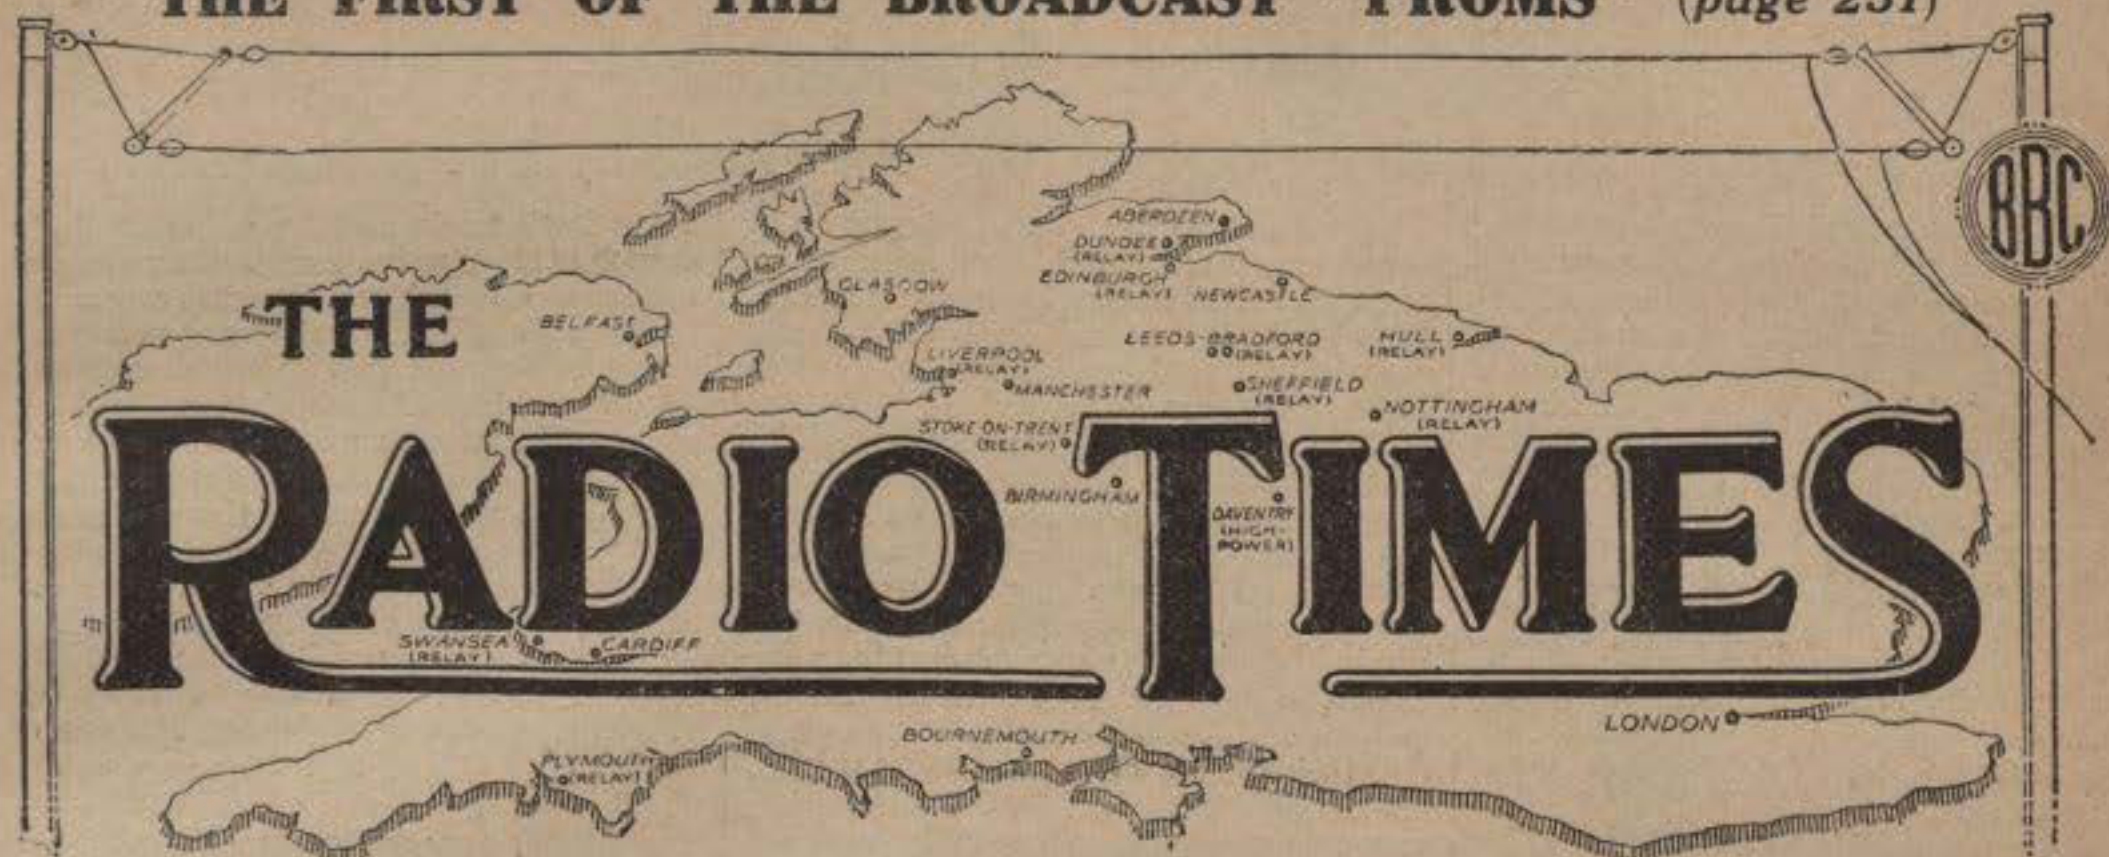 THE FIRST OF THE BROADCAST "PROMS" (page 251)
BBC
ABERDEEN
DUNDEE
(RELAY)
EDINBURGH
(RELAY)
NEWCASTLE
GLASGOW
THE
BELFAST
LEEDS-BRADFORD
(RELAY)
HULL
(RELAY)
LIVERPOOL
(RELAY)
MANCHESTER
SHEFFIELD
(RELAY)
NOTTINGHAM
(RELAY)
STOKE ON-TRENT
(RELAY)
RADIO TIMES
BIRMINGHAM
DAVENTRY
(HIGH-
POWER)
SWANSEA
(RELAY)
CARDIFF
LONDON
BOURNEMOUTH
PLYMOUTH
(RELAY)